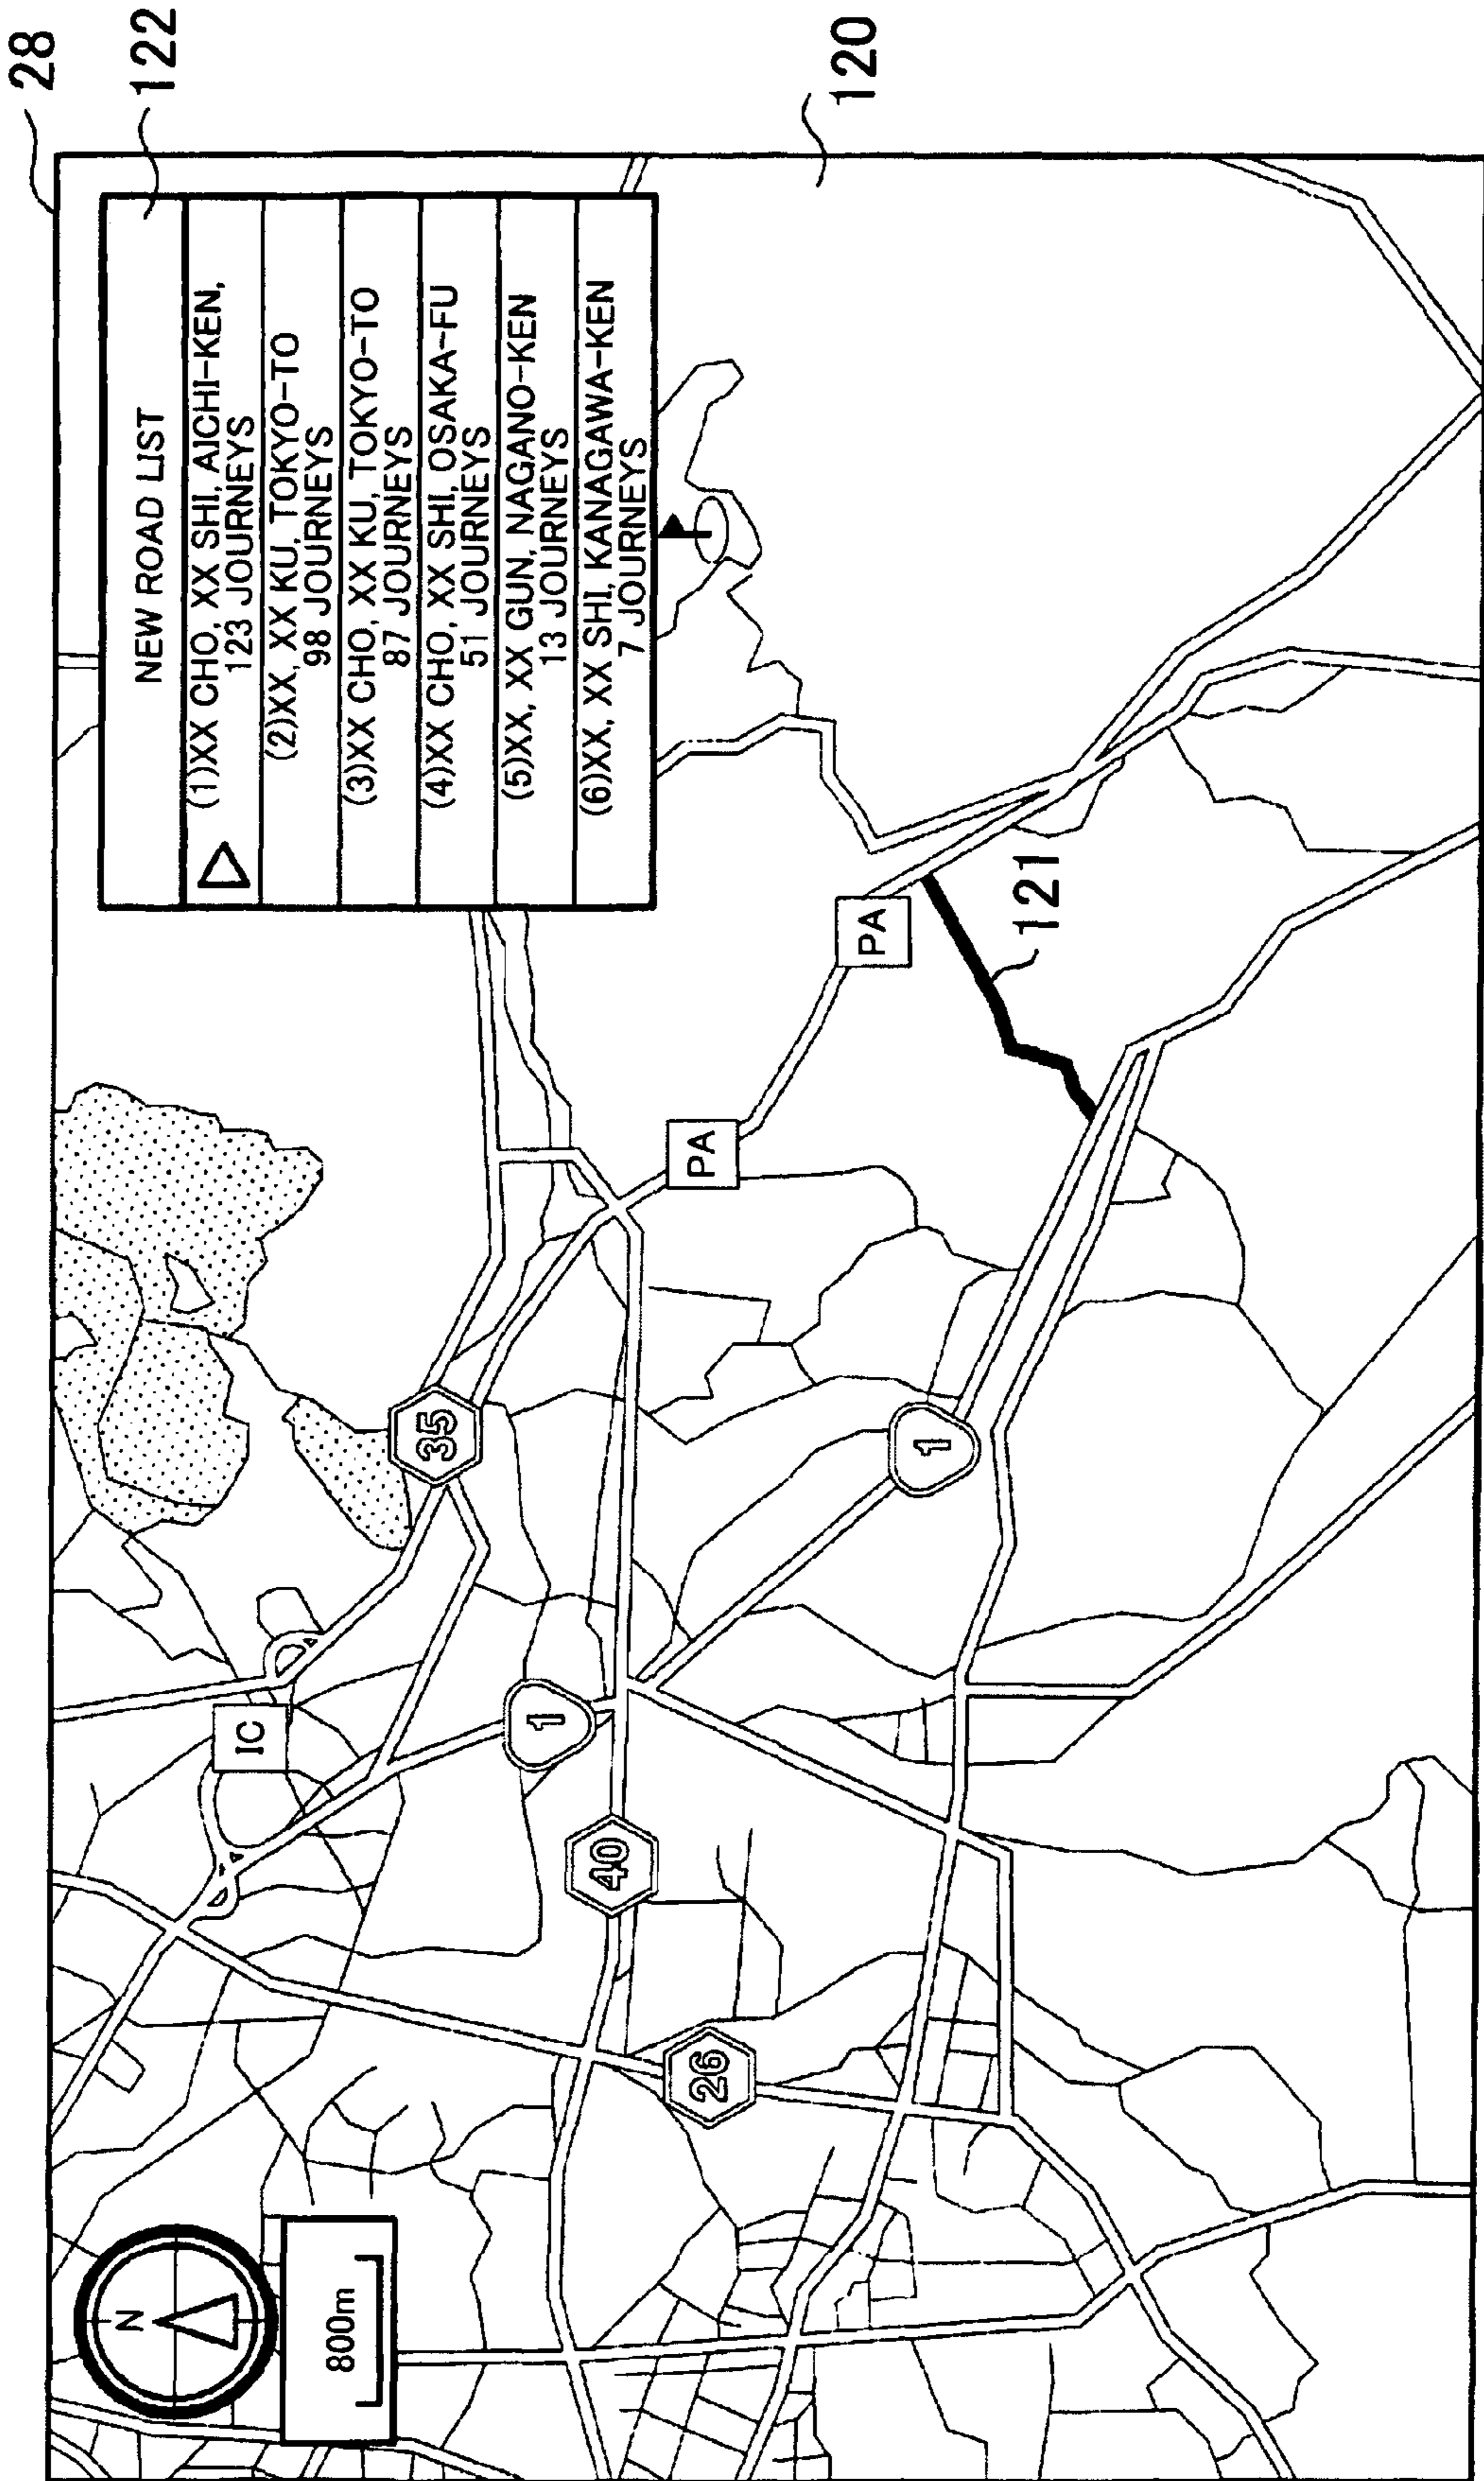 28
122
NEW ROAD LIST
(1)XX CHO, XX SHI, AICHI-KEN,
123 JOURNEYS
(2)XX, XX KU, TOKYO-TO
98 JOURNEYS
(3)XX CHO, XX KU, TOKYO-TO
87 JOURNEYS
(4)XX CHO, XX SHI, OSAKA-FU
51 JOURNEYS
(5)XX, XX GUN, NAGANO-KEN
13 JOURNEYS
(6)XX, XX SHI, KANAGAWA-KEN
7 JOURNEYS
120
N
800m
IC
35
1
40
26
PA
PA
1
121